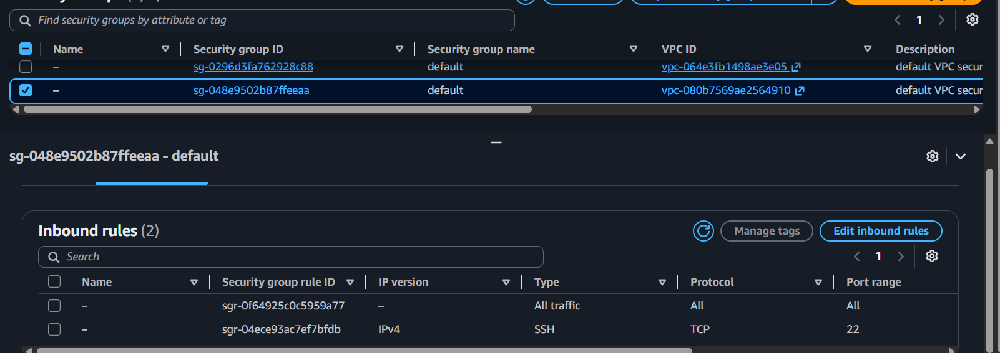 Find security groups by attribute or tag
1
Name Security group ID Security group name VPC ID Description
– sg-0296d3fa762928c88 default vpc-064e3fb1498ae3e05 default VPC secur
– sg-048e9502b87ffeeaa default vpc-080b7569ae2564910 default VPC secur
sg-048e9502b87ffeeaa - default
Inbound rules (2) Manage tags Edit inbound rules
Search 1
Name Security group rule ID IP version Type Protocol Port range
– sgr-0f64925c0c5959a77 – All traffic All All
– sgr-04ece93ac7ef7bfdb IPv4 SSH TCP 22